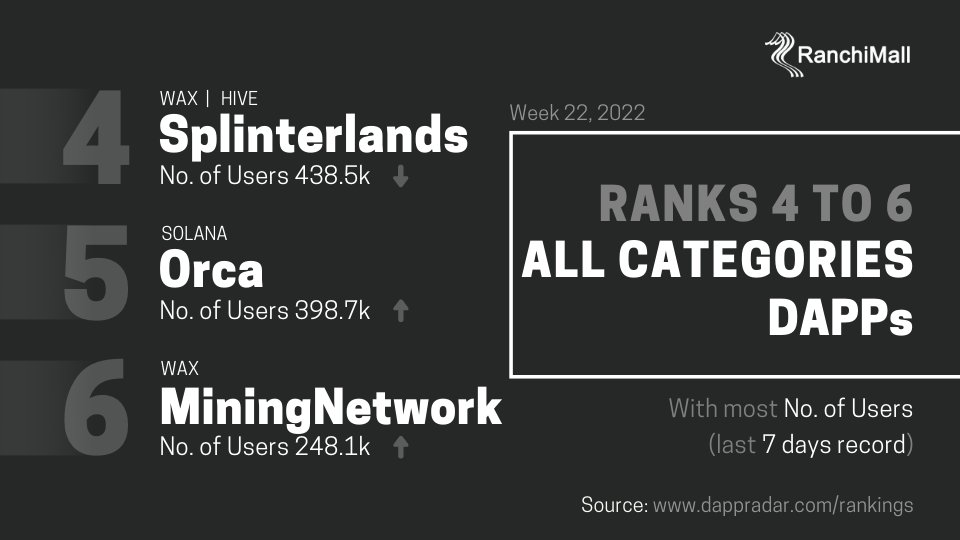 RanchiMall
4
WAX | HIVE
Splinterlands
No. of Users 438.5k
5
SOLANA
Orca
No. of Users 398.7k
6
WAX
MiningNetwork
No. of Users 248.1k
Week 22, 2022
RANKS 4 TO 6
ALL CATEGORIES
DAPPs
With most No. of Users
(last 7 days record)
Source: www.dappradar.com/rankings